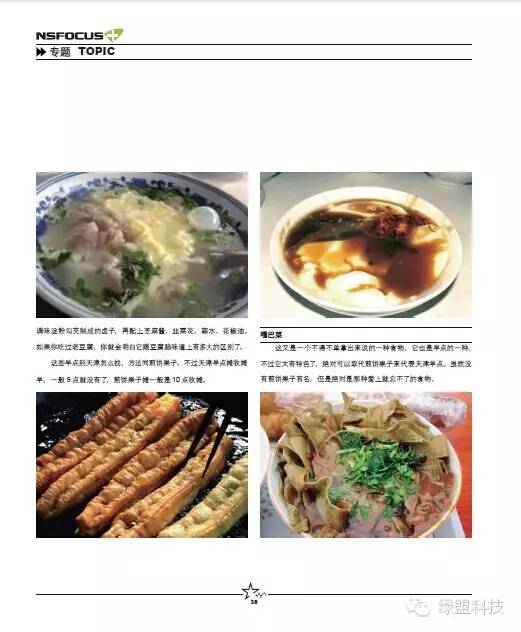 NSFOCUS
专题 TOPIC
调味淀粉勾芡制成的卤子，再配上芝麻酱、韭菜花、蒜水、花椒油。
如果你吃过老豆腐，你就会明白它跟豆腐脑味道上有多大的区别了。
这些早点到天津怎么找，方法同煎饼果子。不过天津早点摊收摊
早，一般9点就没有了，煎饼果子摊一般是10点收摊。
嘎巴菜
这又是一个不得不单拿出来说的一种食物，它也是早点的一种，
不过它太有特色了，绝对可以取代煎饼果子来代表天津早点。虽然没
有煎饼果子有名，但是绝对是那种爱上就忘不了的食物。
38
绿盟科技